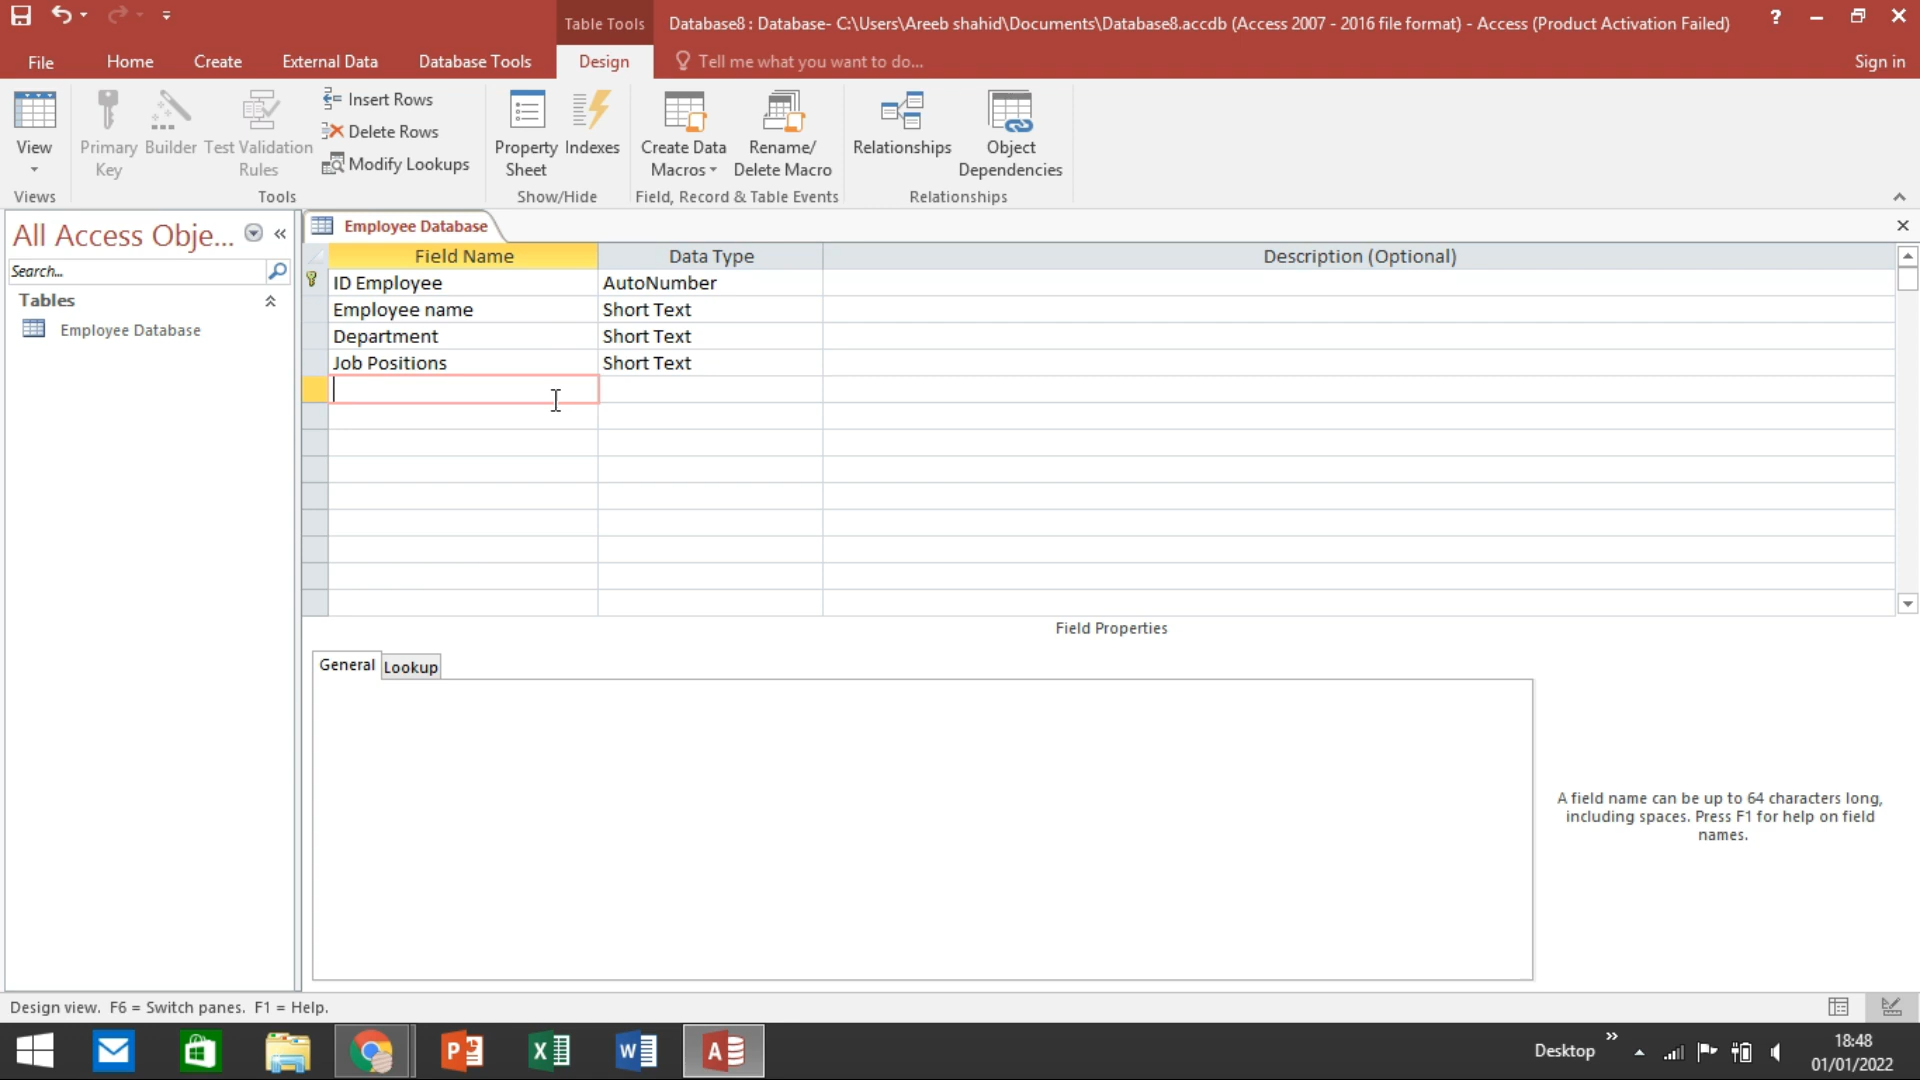 Table Tools
Database8 : Database- C:\Users\Areeb shahid\Documents\Database8.accdb (Access 2007 - 2016 file format) - Access (Product Activation Failed)
?
File Home Create External Data Database Tools Design Tell me what you want to do... Sign in
View
Primary Key
Builder
Test Validation Rules
Insert Rows
Delete Rows
Modify Lookups
Property Sheet
Indexes
Create Data Macros
Rename/ Delete Macro
Relationships
Object Dependencies
Views Tools Show/Hide Field, Record & Table Events Relationships
All Access Obje... «
Search...
Tables
Employee Database
Employee Database
Field Name Data Type Description (Optional)
ID Employee AutoNumber
Employee name Short Text
Department Short Text
Job Positions Short Text
Field Properties
General Lookup
A field name can be up to 64 characters long,
including spaces. Press F1 for help on field
names.
Design view. F6 = Switch panes. F1 = Help.
P X W A
Desktop »
18:48
01/01/2022